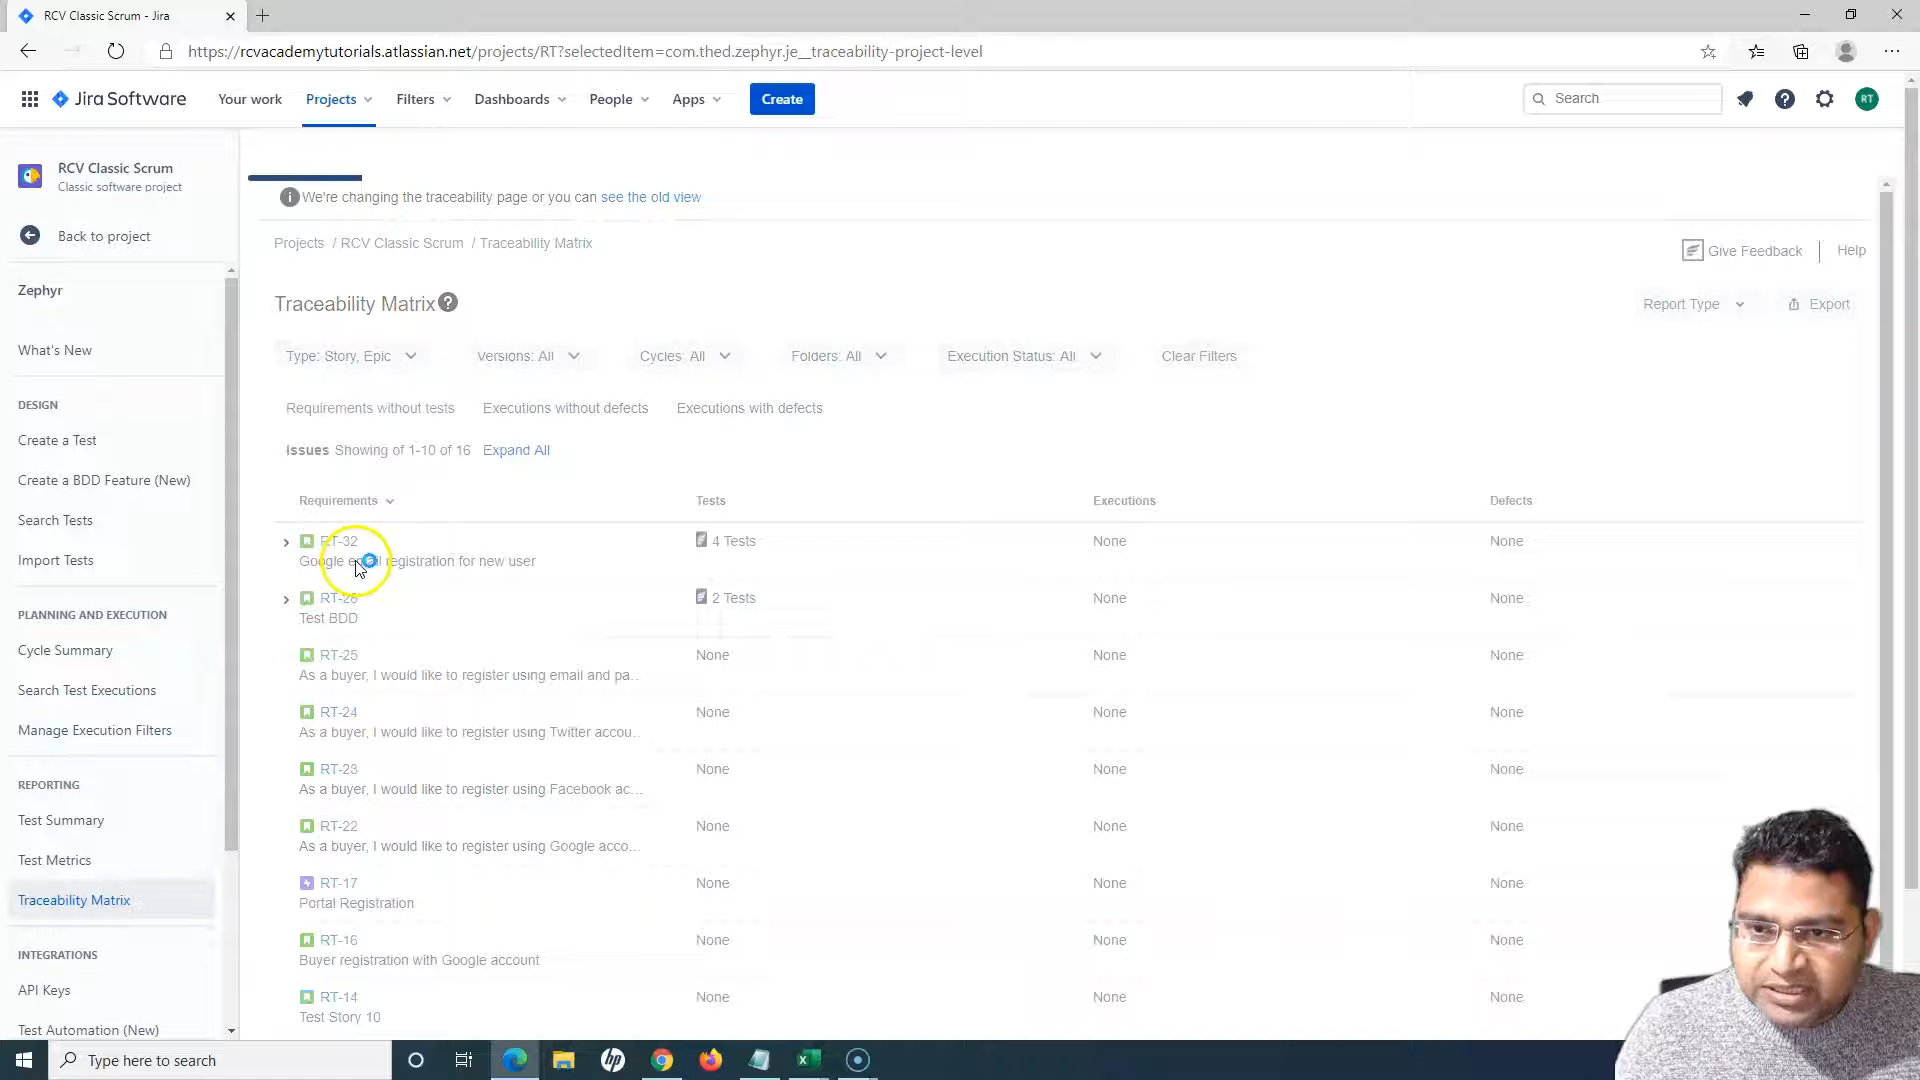 RCV Classic Scrum - Jira
https://rcvacademytutorials.atlassian.net/projects/RT?selectedItem=com.thed.zephyr.je__traceability-project-level
Jira Software
Your work
Projects
Filters
Dashboards
People
Apps
Create
Search
RT
RCV Classic Scrum
Classic software project
Back to project
Zephyr
What's New
DESIGN
Create a Test
Create a BDD Feature (New)
Search Tests
Import Tests
PLANNING AND EXECUTION
Cycle Summary
Search Test Executions
Manage Execution Filters
REPORTING
Test Summary
Test Metrics
Traceability Matrix
INTEGRATIONS
API Keys
Test Automation (New)
We're changing the traceability page or you can see the old view
Projects / RCV Classic Scrum / Traceability Matrix
Give Feedback
Help
Traceability Matrix
Report Type
Export
Type: Story, Epic
Versions: All
Cycles: All
Folders: All
Execution Status: All
Clear Filters
Requirements without tests
Executions without defects
Executions with defects
Issues Showing of 1-10 of 16 Expand All
Requirements Tests Executions Defects
RT-32 4 Tests None None
Google email registration for new user
RT-28 2 Tests None None
Test BDD
RT-25 None None None
As a buyer, I would like to register using email and pa...
RT-24 None None None
As a buyer, I would like to register using Twitter accou...
RT-23 None None None
As a buyer, I would like to register using Facebook ac...
RT-22 None None None
As a buyer, I would like to register using Google acco...
RT-17 None None None
Portal Registration
RT-16 None None None
Buyer registration with Google account
RT-14 None None None
Test Story 10
Type here to search